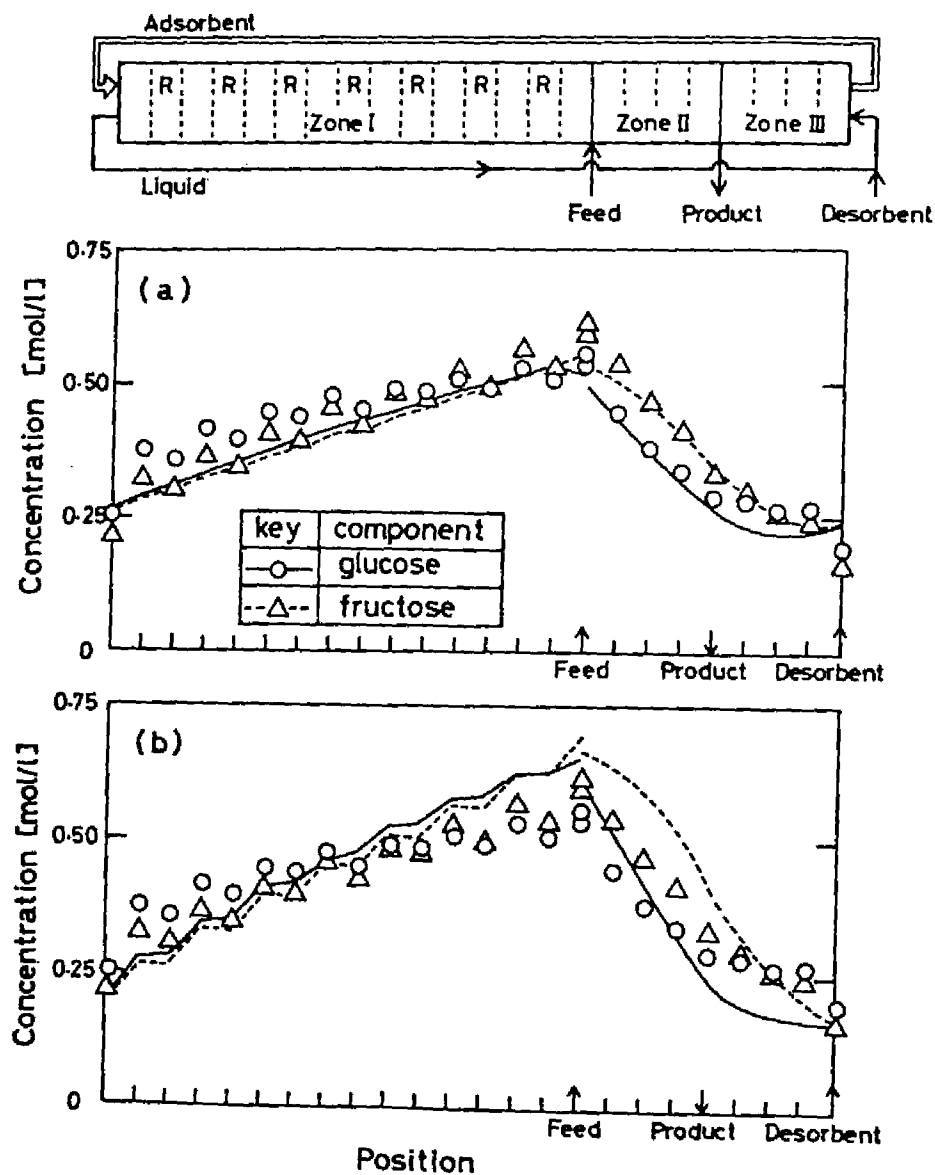 Adsorbent
R R R R R R R
Zone I Zone II Zone III
Liquid
Feed Product Desorbent
0.75
(a)
0.50
0.25
0
Concentration [mol/l]
key component
glucose
fructose
Feed Product Desorbent
0.75
(b)
0.50
0.25
0
Concentration [mol/l]
Feed Product Desorbent
Position